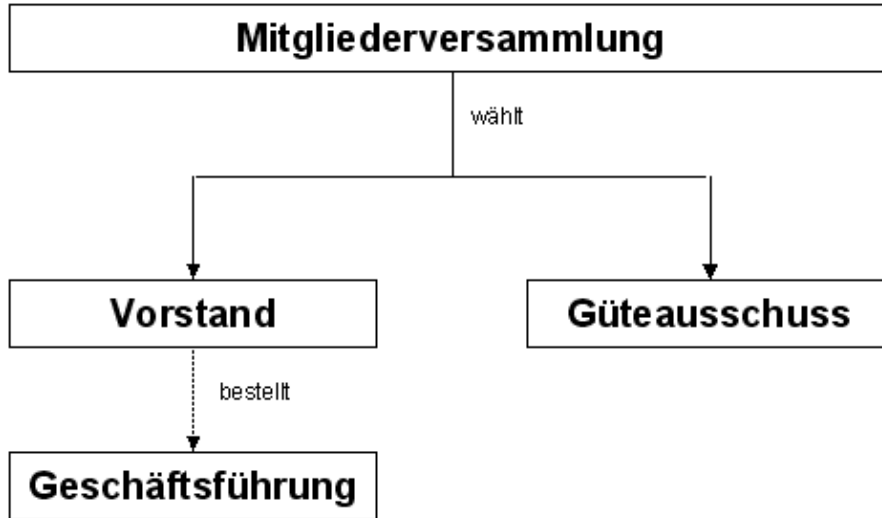 Mitgliederversammlung
wählt
Vorstand
Güteausschuss
bestellt
Geschäftsführung